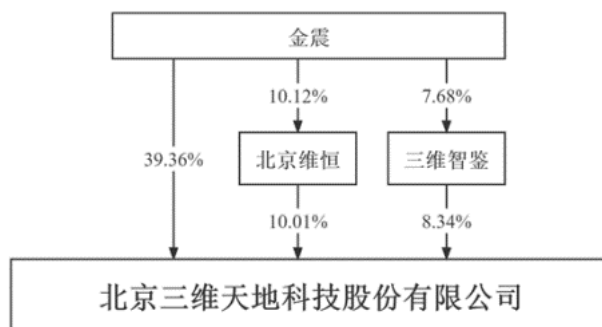 金震
10.12%
7.68%
39.36%
北京维恒
三维智鉴
10.01%
8.34%
北京三维天地科技股份有限公司